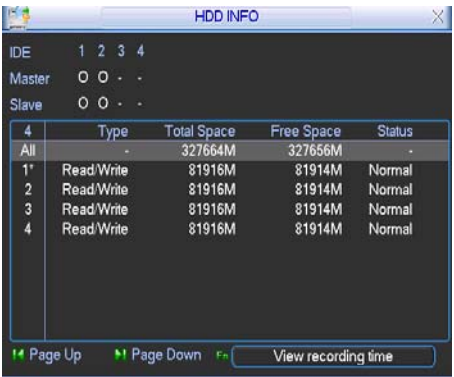 HDD INFO
IDE 1 2 3 4
Master O O - -
Slave O O - -
4 Type Total Space Free Space Status
All - 327664M 327656M -
1* Read/Write 81916M 81914M Normal
2 Read/Write 81916M 81914M Normal
3 Read/Write 81916M 81914M Normal
4 Read/Write 81916M 81914M Normal
Page Up Page Down Fn View recording time